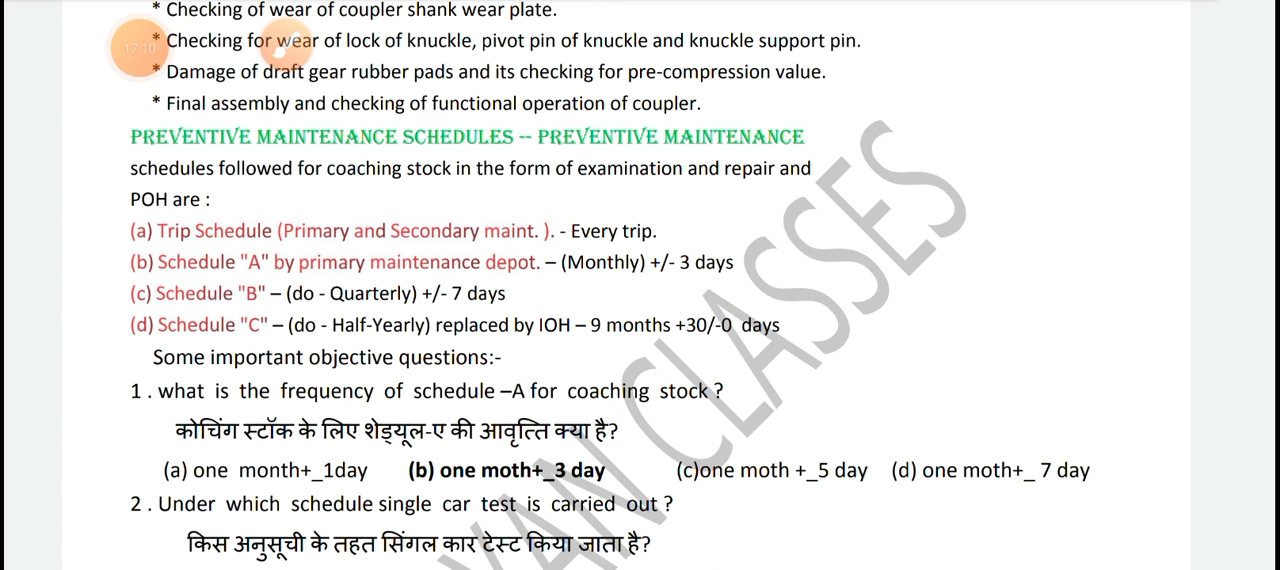 * Checking of wear of coupler shank wear plate.
17:10
* Checking for wear of lock of knuckle, pivot pin of knuckle and knuckle support pin.
* Damage of draft gear rubber pads and its checking for pre-compression value.
* Final assembly and checking of functional operation of coupler.
PREVENTIVE MAINTENANCE SCHEDULES -- PREVENTIVE MAINTENANCE
schedules followed for coaching stock in the form of examination and repair and
POH are :
(a) Trip Schedule (Primary and Secondary maint. ). - Every trip.
(b) Schedule "A" by primary maintenance depot. – (Monthly) +/- 3 days
(c) Schedule "B" – (do - Quarterly) +/- 7 days
(d) Schedule "C" – (do - Half-Yearly) replaced by IOH – 9 months +30/-0 days
Some important objective questions:-
1 . what is the frequency of schedule –A for coaching stock ?
कोचिंग स्टॉक के लिए शेड्यूल-ए की आवृत्ति क्या है?
(a) one month+_1day (b) one moth+_3 day (c)one moth +_5 day (d) one moth+_ 7 day
2 . Under which schedule single car test is carried out ?
किस अनुसूची के तहत सिंगल कार टेस्ट किया जाता है?
YAN CLASSES